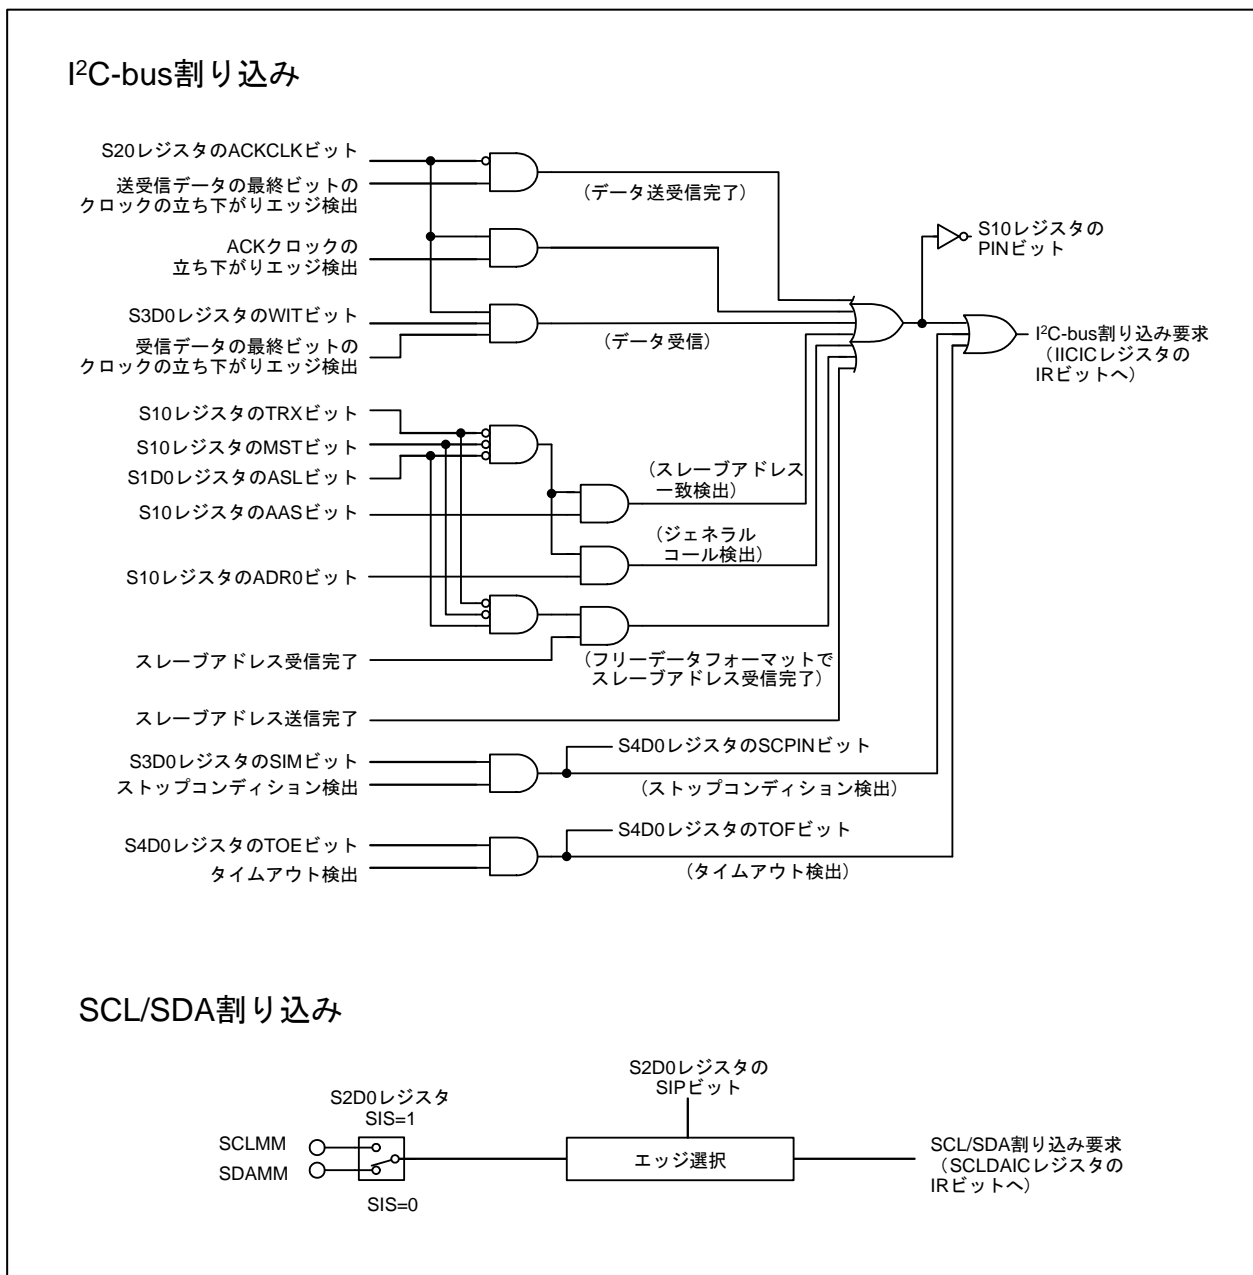 I²C-bus割り込み
S20レジスタのACKCLKビット
送受信データの最終ビットの
クロックの立ち下がりエッジ検出
(データ送受信完了)
S10レジスタの
PINビット
ACKクロックの
立ち下がりエッジ検出
S3D0レジスタのWITビット
受信データの最終ビットの
クロックの立ち下がりエッジ検出
(データ受信)
I²C-bus割り込み要求
(IICICレジスタの
IRビットへ)
S10レジスタのTRXビット
S10レジスタのMSTビット
S1D0レジスタのASLビット
S10レジスタのAASビット
(スレーブアドレス
一致検出)
(ジェネラル
コール検出)
S10レジスタのADR0ビット
スレーブアドレス受信完了
(フリーデータフォーマットで
スレーブアドレス受信完了)
スレーブアドレス送信完了
S3D0レジスタのSIMビット
ストップコンディション検出
S4D0レジスタのSCPINビット
(ストップコンディション検出)
S4D0レジスタのTOEビット
タイムアウト検出
S4D0レジスタのTOFビット
(タイムアウト検出)
SCL/SDA割り込み
S2D0レジスタ
SIS=1
SCLMM
SDAMM
SIS=0
S2D0レジスタの
SIPビット
エッジ選択
SCL/SDA割り込み要求
(SCLDAICレジスタの
IRビットへ)